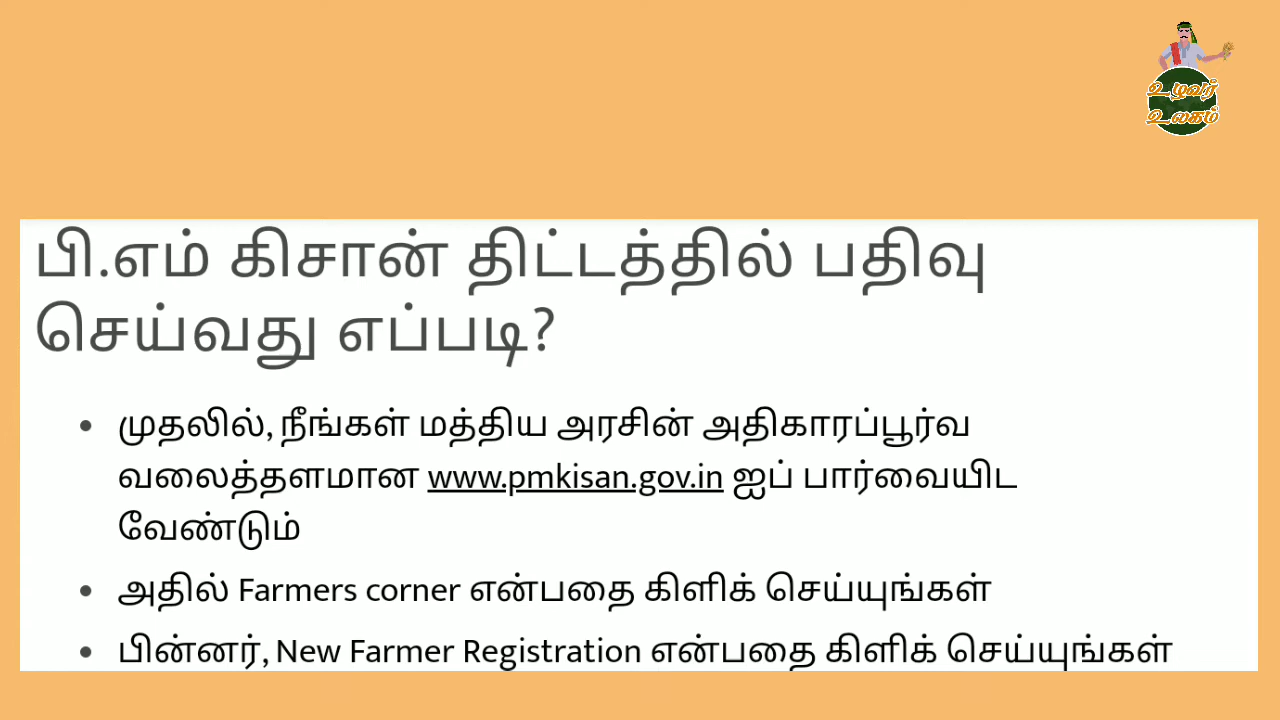 உழவர்
உலகம்
பி.எம் கிசான் திட்டத்தில் பதிவு
செய்வது எப்படி?
• முதலில், நீங்கள் மத்திய அரசின் அதிகாரப்பூர்வ
வலைத்தளமான www.pmkisan.gov.in ஐப் பார்வையிட
வேண்டும்
• அதில் Farmers corner என்பதை கிளிக் செய்யுங்கள்
• பின்னர், New Farmer Registration என்பதை கிளிக் செய்யுங்கள்